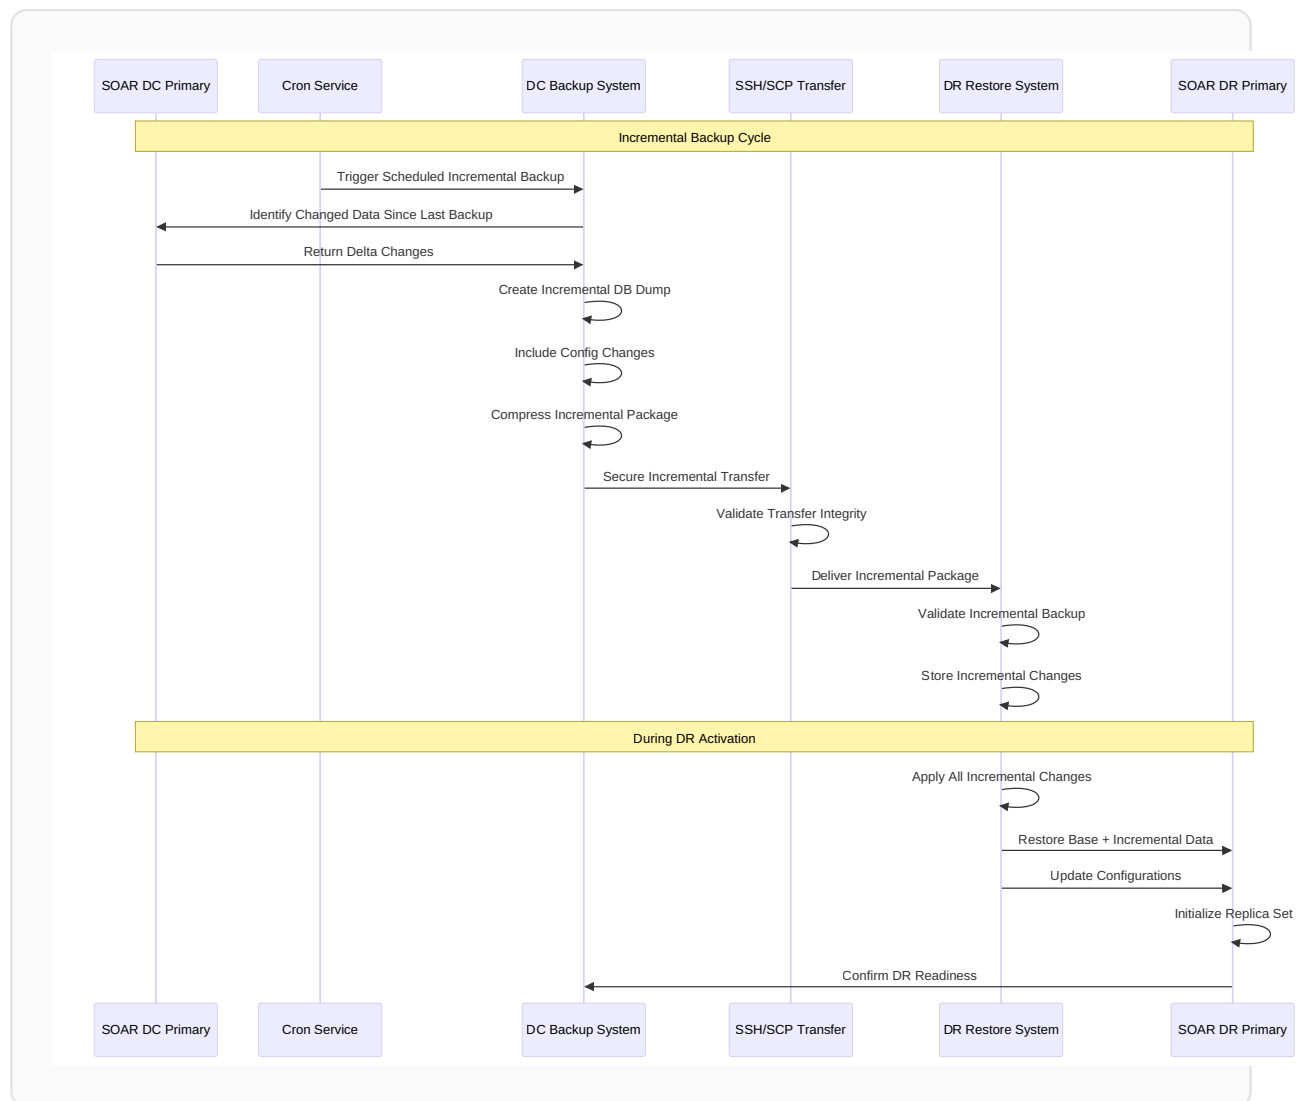 SOAR DC Primary
Cron Service
DC Backup System
SSH/SCP Transfer
DR Restore System
SOAR DR Primary
Incremental Backup Cycle
Trigger Scheduled Incremental Backup
Identify Changed Data Since Last Backup
Return Delta Changes
Create Incremental DB Dump
Include Config Changes
Compress Incremental Package
Secure Incremental Transfer
Validate Transfer Integrity
Deliver Incremental Package
Validate Incremental Backup
Store Incremental Changes
During DR Activation
Apply All Incremental Changes
Restore Base + Incremental Data
Update Configurations
Initialize Replica Set
Confirm DR Readiness
SOAR DC Primary
Cron Service
DC Backup System
SSH/SCP Transfer
DR Restore System
SOAR DR Primary